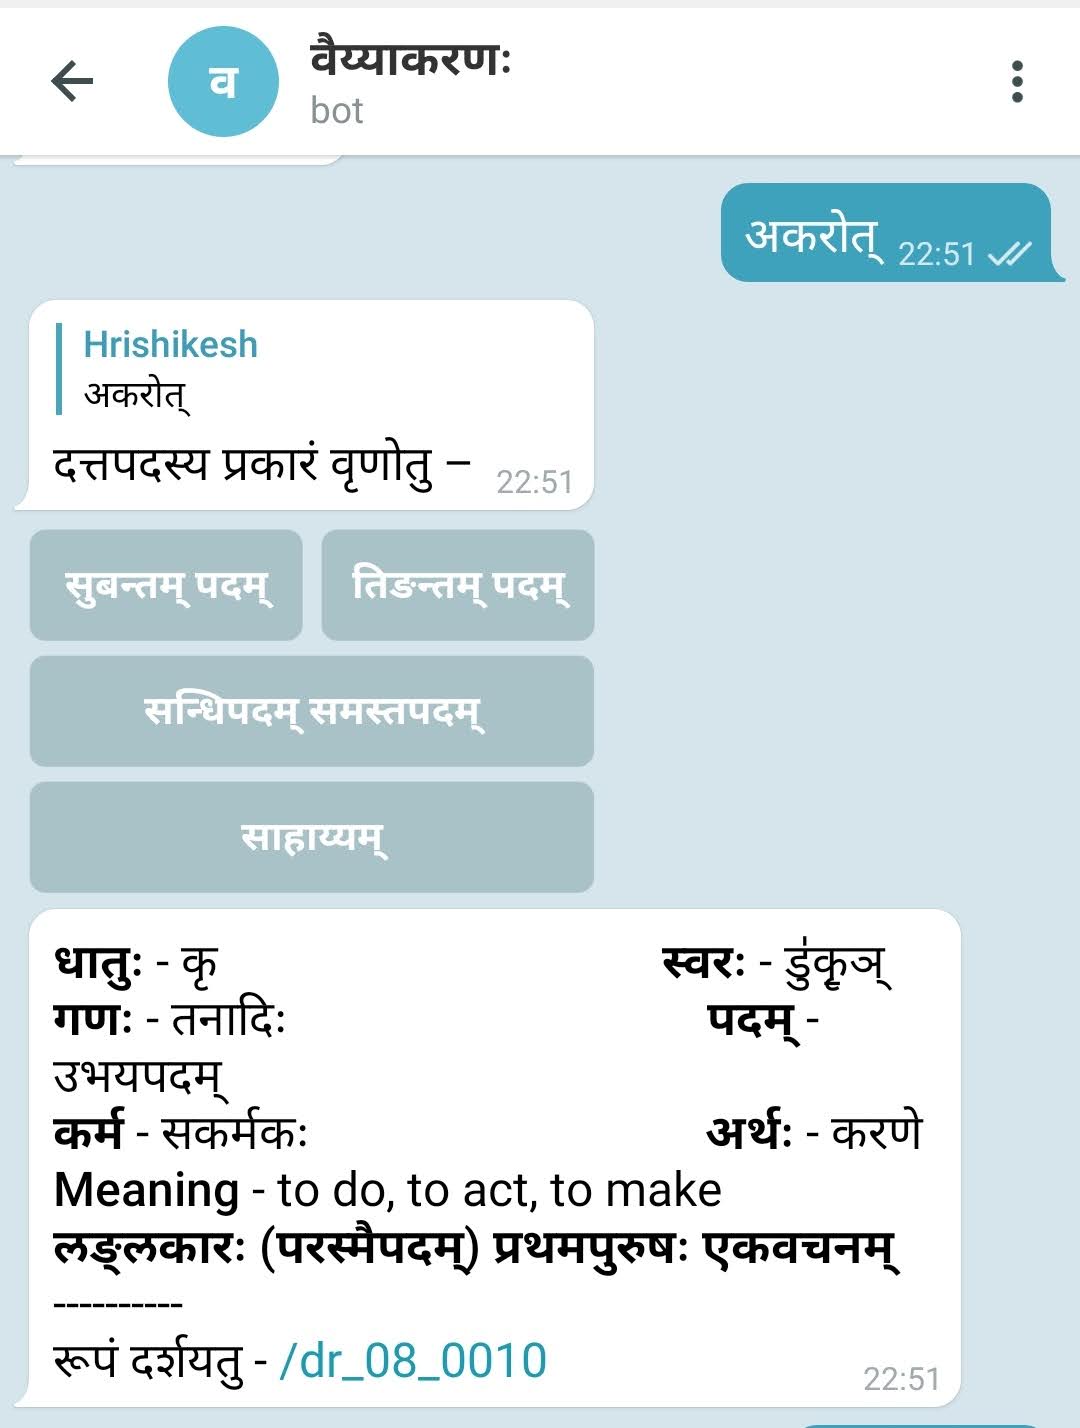 व
वैय्याकरणः
bot
अकरोत् 22:51
Hrishikesh
अकरोत्
दत्तपदस्य प्रकारं वृणोतु – 22:51
सुबन्तम् पदम् तिङन्तम् पदम्
सन्धिपदम् समस्तपदम्
साहाय्यम्
धातुः - कृ स्वरः - डुकृ॒ञ्
गणः - तनादिः पदम् -
उभयपदम्
कर्म - सकर्मकः अर्थः - करणे
Meaning - to do, to act, to make
लङ्लकारः (परस्मैपदम्) प्रथमपुरुषः एकवचनम्
----------
रूपं दर्शयतु - /dr_08_0010 22:51